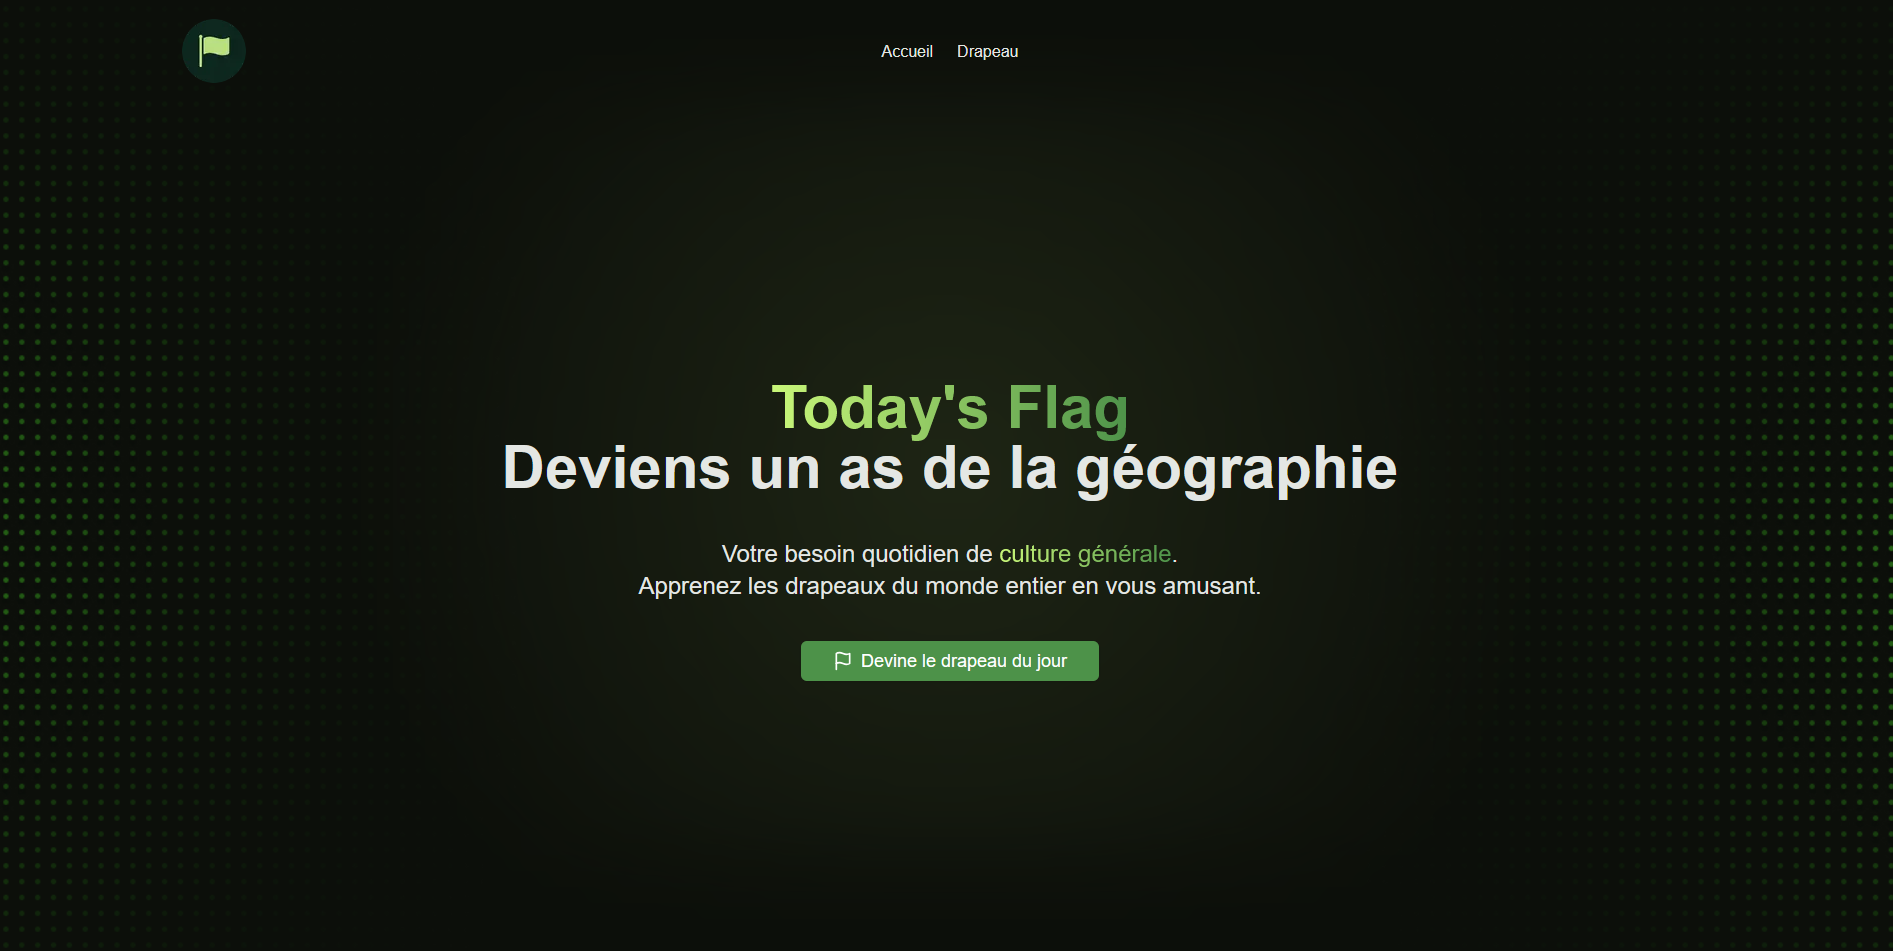 Accueil Drapeau
Today's Flag
Deviens un as de la géographie
Votre besoin quotidien de culture générale.
Apprenez les drapeaux du monde entier en vous amusant.
Devine le drapeau du jour